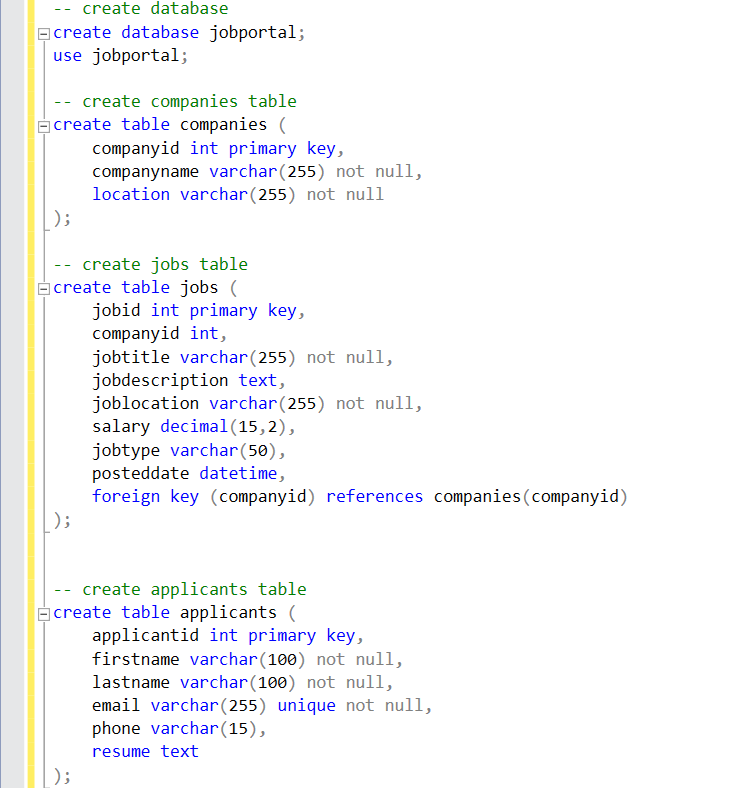 -- create database
create database jobportal;
use jobportal;
-- create companies table
create table companies (
companyid int primary key,
companyname varchar(255) not null,
location varchar(255) not null
);
-- create jobs table
create table jobs (
jobid int primary key,
companyid int,
jobtitle varchar(255) not null,
jobdescription text,
joblocation varchar(255) not null,
salary decimal(15,2),
jobtype varchar(50),
posteddate datetime,
foreign key (companyid) references companies(companyid)
);
-- create applicants table
create table applicants (
applicantid int primary key,
firstname varchar(100) not null,
lastname varchar(100) not null,
email varchar(255) unique not null,
phone varchar(15),
resume text
);